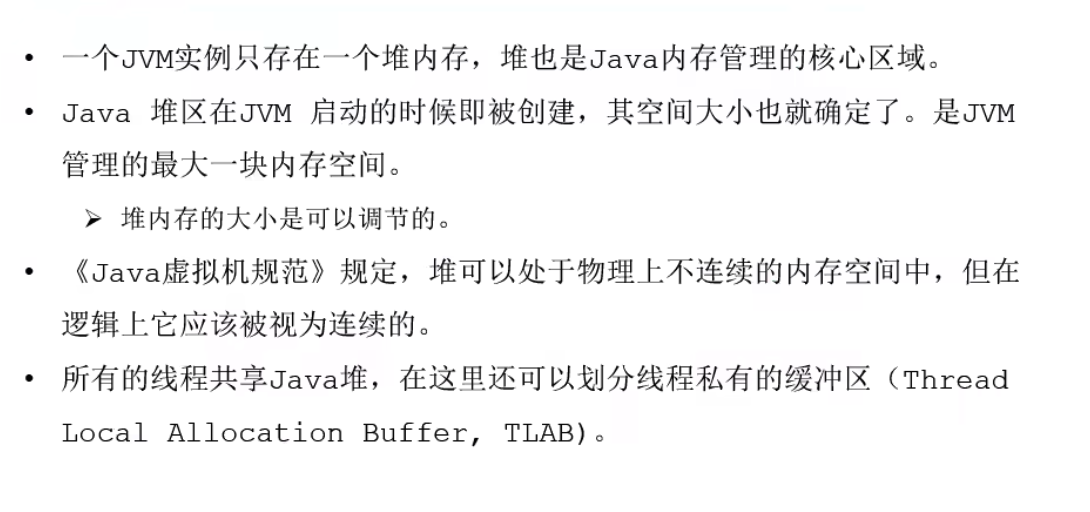 • 一个JVM实例只存在一个堆内存，堆也是Java内存管理的核心区域。
• Java 堆区在JVM 启动的时候即被创建，其空间大小也就确定了。是JVM
管理的最大一块内存空间。
➢ 堆内存的大小是可以调节的。
• 《Java虚拟机规范》规定，堆可以处于物理上不连续的内存空间中，但在
逻辑上它应该被视为连续的。
• 所有的线程共享Java堆，在这里还可以划分线程私有的缓冲区（Thread
Local Allocation Buffer, TLAB)。